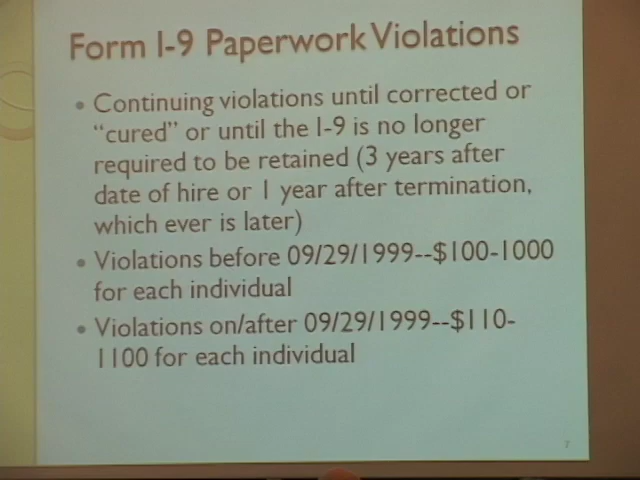 Form I-9 Paperwork Violations
• Continuing violations until corrected or
"cured" or until the I-9 is no longer
required to be retained (3 years after
date of hire or 1 year after termination,
which ever is later)
• Violations before 09/29/1999--$100-1000
for each individual
• Violations on/after 09/29/1999--$110-
1100 for each individual
7